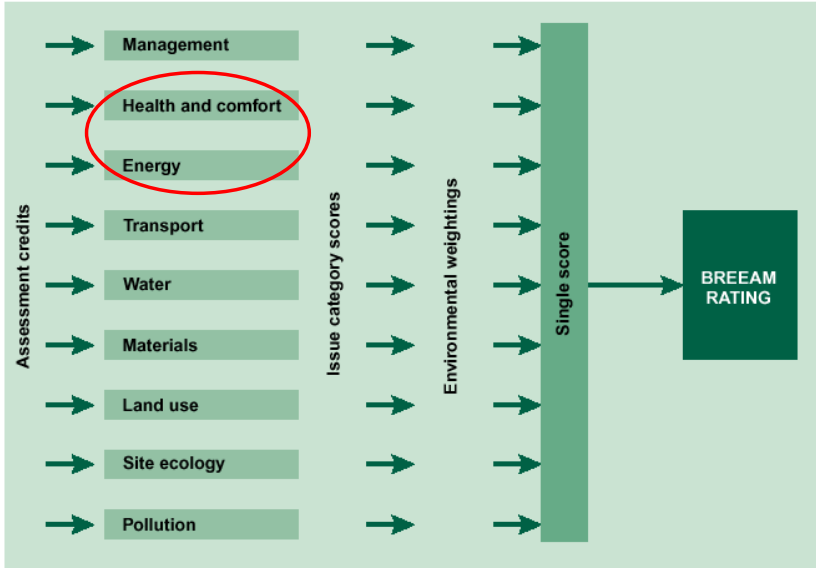 Assessment credits
Management
Health and comfort
Energy
Transport
Water
Materials
Land use
Site ecology
Pollution
Issue category scores
Environmental weightings
Single score
BREEAM
RATING